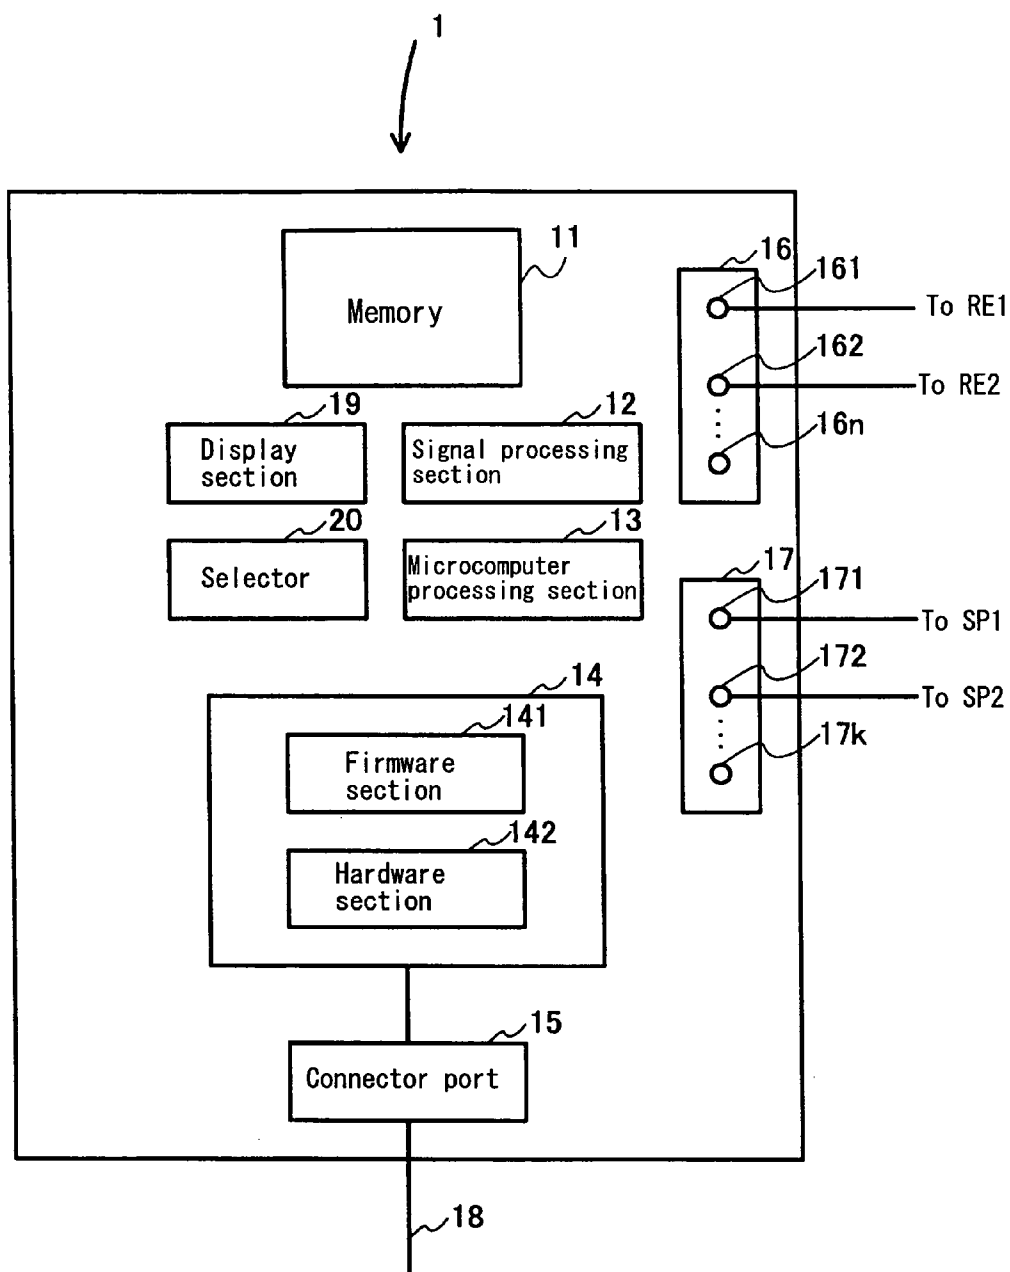 1
11
Memory
16
161
To RE1
162
To RE2
16n
19
Display
section
12
Signal processing
section
20
Selector
13
Microcomputer
processing section
17
171
To SP1
172
To SP2
17k
14
141
Firmware
section
142
Hardware
section
15
Connector port
18